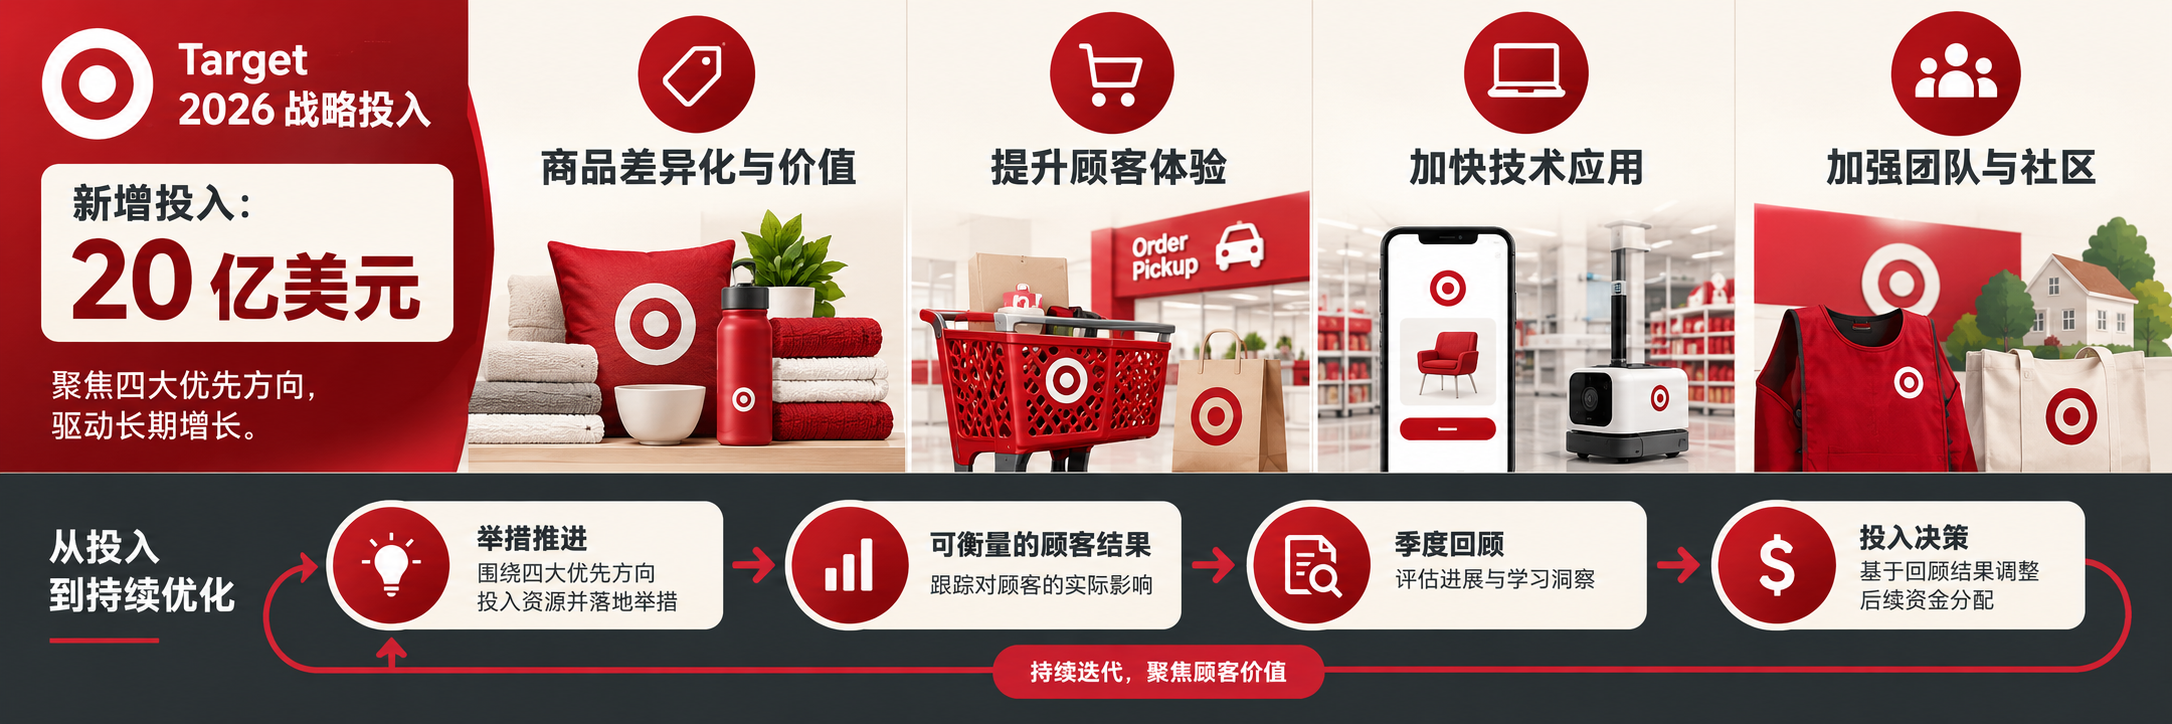 Target
2026 战略投入
新增投入：
20 亿美元
聚焦四大优先方向，
驱动长期增长。
商品差异化与价值
提升顾客体验
Order
Pickup
加快技术应用
加强团队与社区
从投入
到持续优化
举措推进
围绕四大优先方向
投入资源并落地举措
可衡量的顾客结果
跟踪对顾客的实际影响
季度回顾
评估进展与学习洞察
投入决策
基于回顾结果调整
后续资金分配
持续迭代，聚焦顾客价值